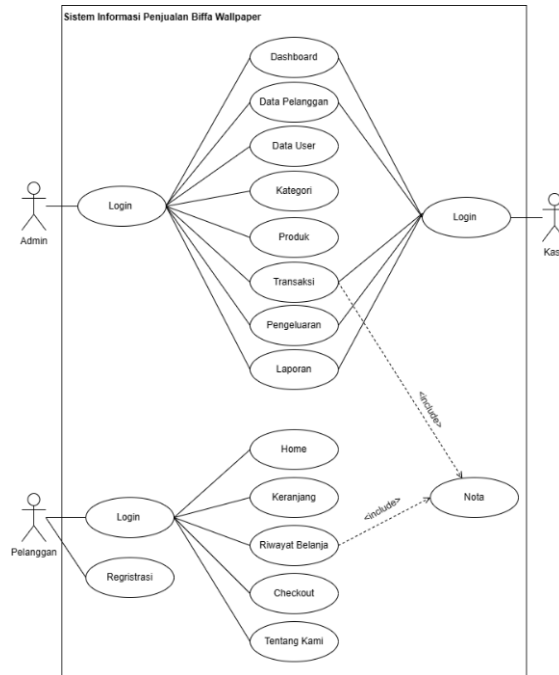 Sistem Informasi Penjualan Biffa Wallpaper
Dashboard
Data Pelanggan
Data User
Kategori
Produk
Transaksi
Pengeluaran
Laporan
Login
Admin
Login
Kas
<include>
Home
Keranjang
Riwayat Belanja
Checkout
Tentang Kami
Login
Pelanggan
Regristrasi
<include>
Nota